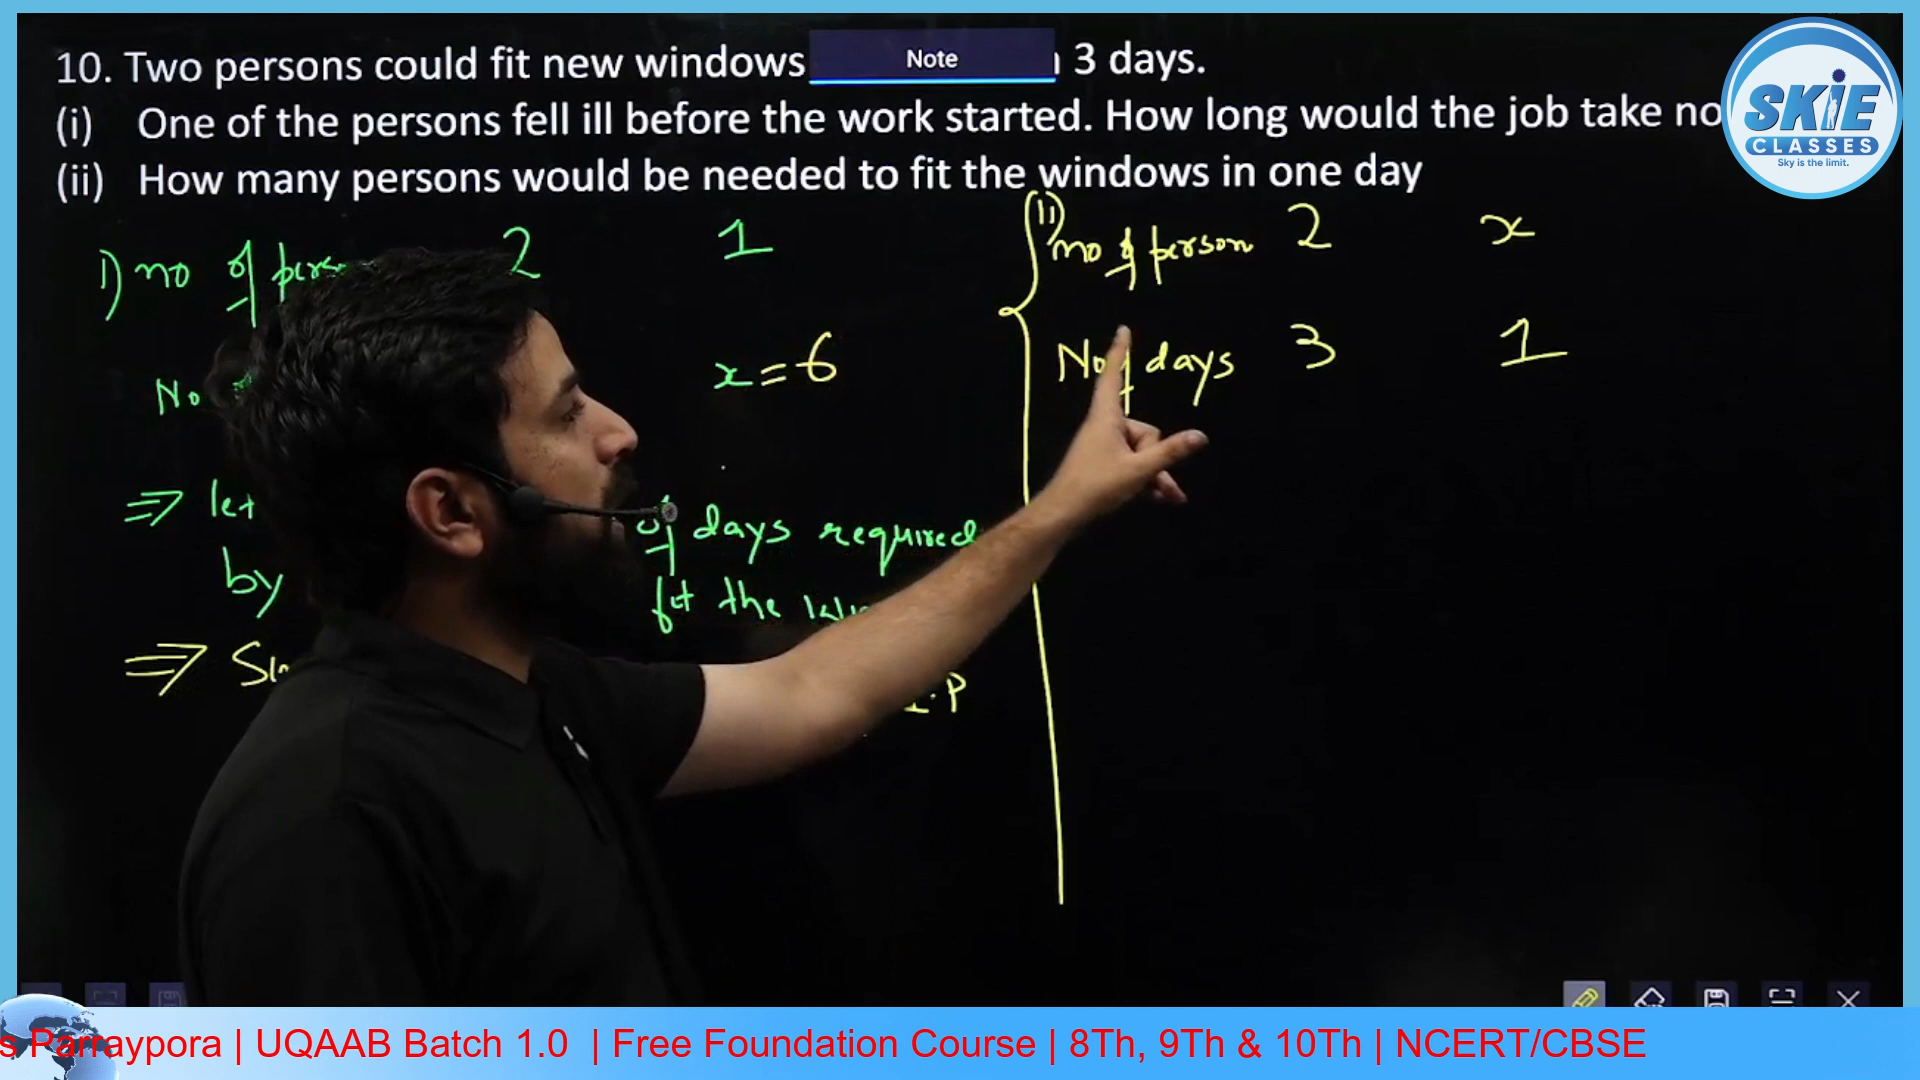 10. Two persons could fit new windows 3 days.
Note
(i) One of the persons fell ill before the work started. How long would the job take no
(ii) How many persons would be needed to fit the windows in one day
SKIE
CLASSES
Sky is the limit.
1) no of pers 2 1
No x = 6
⇒ let of days required
by fit the
⇒ I.P
(ii) no of person 2 x
No of days 3 1
s Parraypora | UQAAB Batch 1.0 | Free Foundation Course | 8Th, 9Th & 10Th | NCERT/CBSE